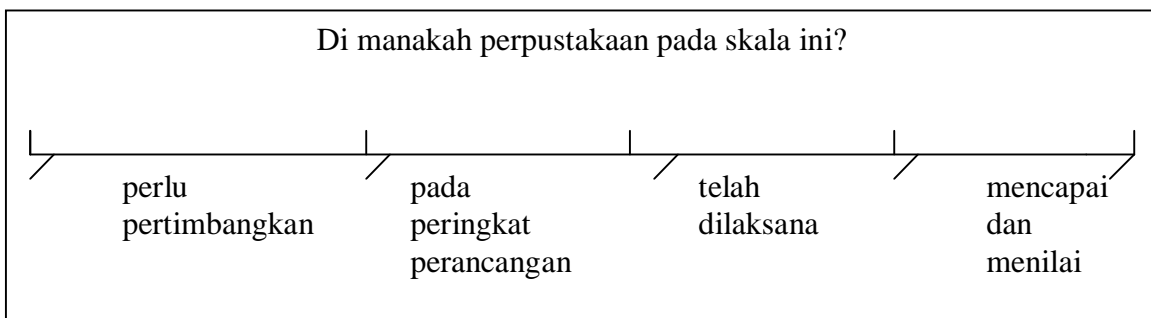 Di manakah perpustakaan pada skala ini?
perlu pada telah mencapai
pertimbangkan peringkat dilaksana dan
perancangan menilai